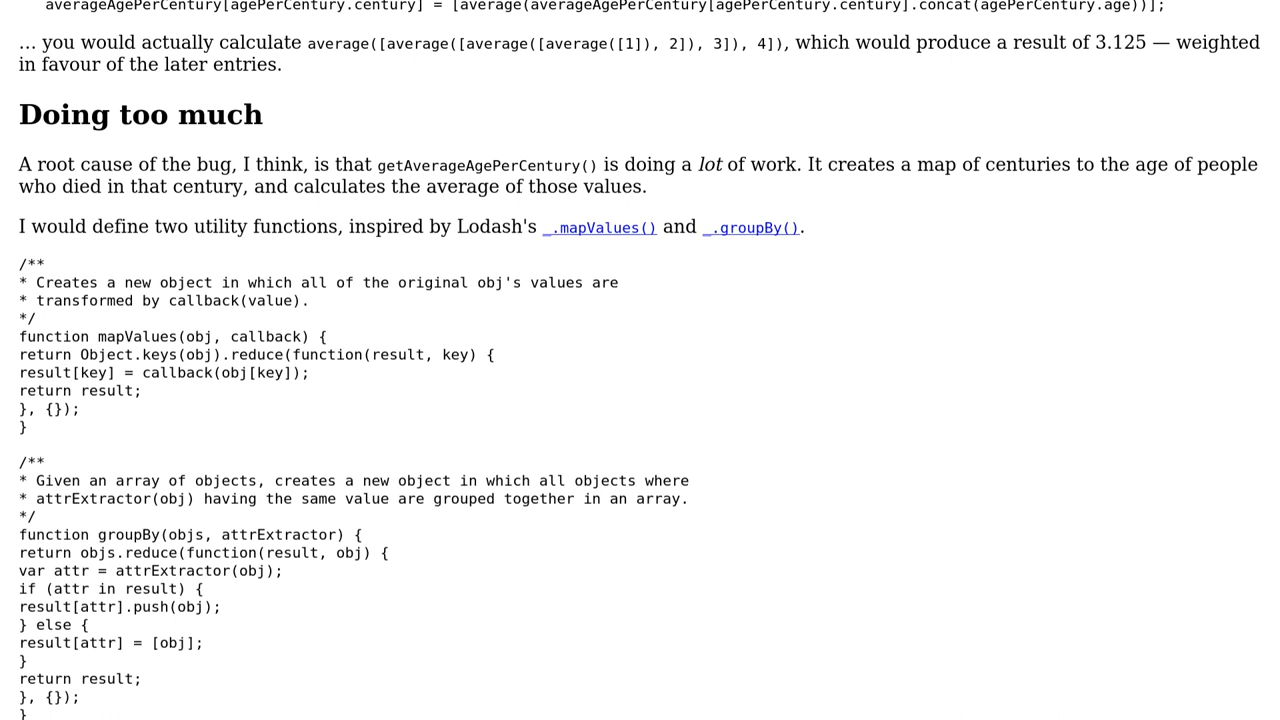 averageAgePerCentury[agePerCentury.century] = [average(averageAgePerCentury[agePerCentury.century].concat(agePerCentury.age))];
… you would actually calculate average([average([average([average([1]), 2]), 3]), 4]), which would produce a result of 3.125 — weighted
in favour of the later entries.
Doing too much
A root cause of the bug, I think, is that getAverageAgePerCentury() is doing a lot of work. It creates a map of centuries to the age of people
who died in that century, and calculates the average of those values.
I would define two utility functions, inspired by Lodash's _.mapValues() and _.groupBy().
/**
* Creates a new object in which all of the original obj's values are
* transformed by callback(value).
*/
function mapValues(obj, callback) {
return Object.keys(obj).reduce(function(result, key) {
result[key] = callback(obj[key]);
return result;
}, {});
}
/**
* Given an array of objects, creates a new object in which all objects where
* attrExtractor(obj) having the same value are grouped together in an array.
*/
function groupBy(objs, attrExtractor) {
return objs.reduce(function(result, obj) {
var attr = attrExtractor(obj);
if (attr in result) {
result[attr].push(obj);
} else {
result[attr] = [obj];
}
return result;
}, {});
}